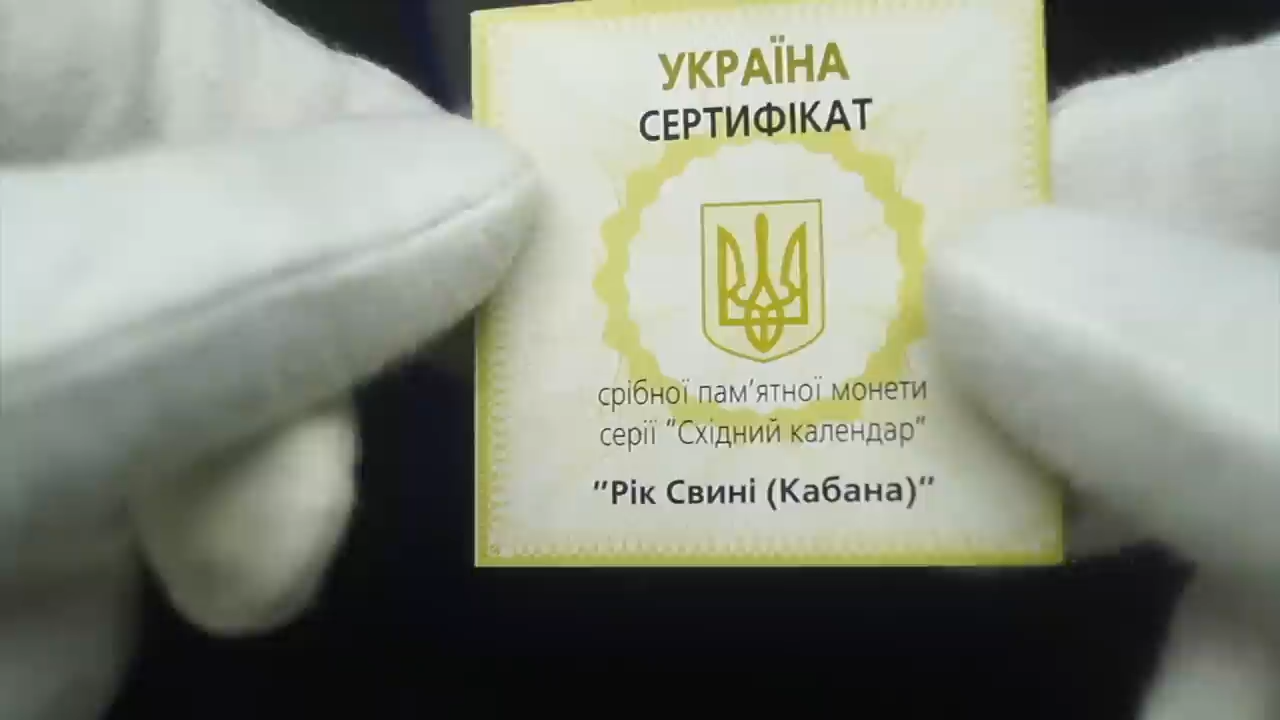 УКРАЇНА
СЕРТИФІКАТ
срібної пам'ятної монети
серії "Східний календар"
"Рік Свині (Кабана)"